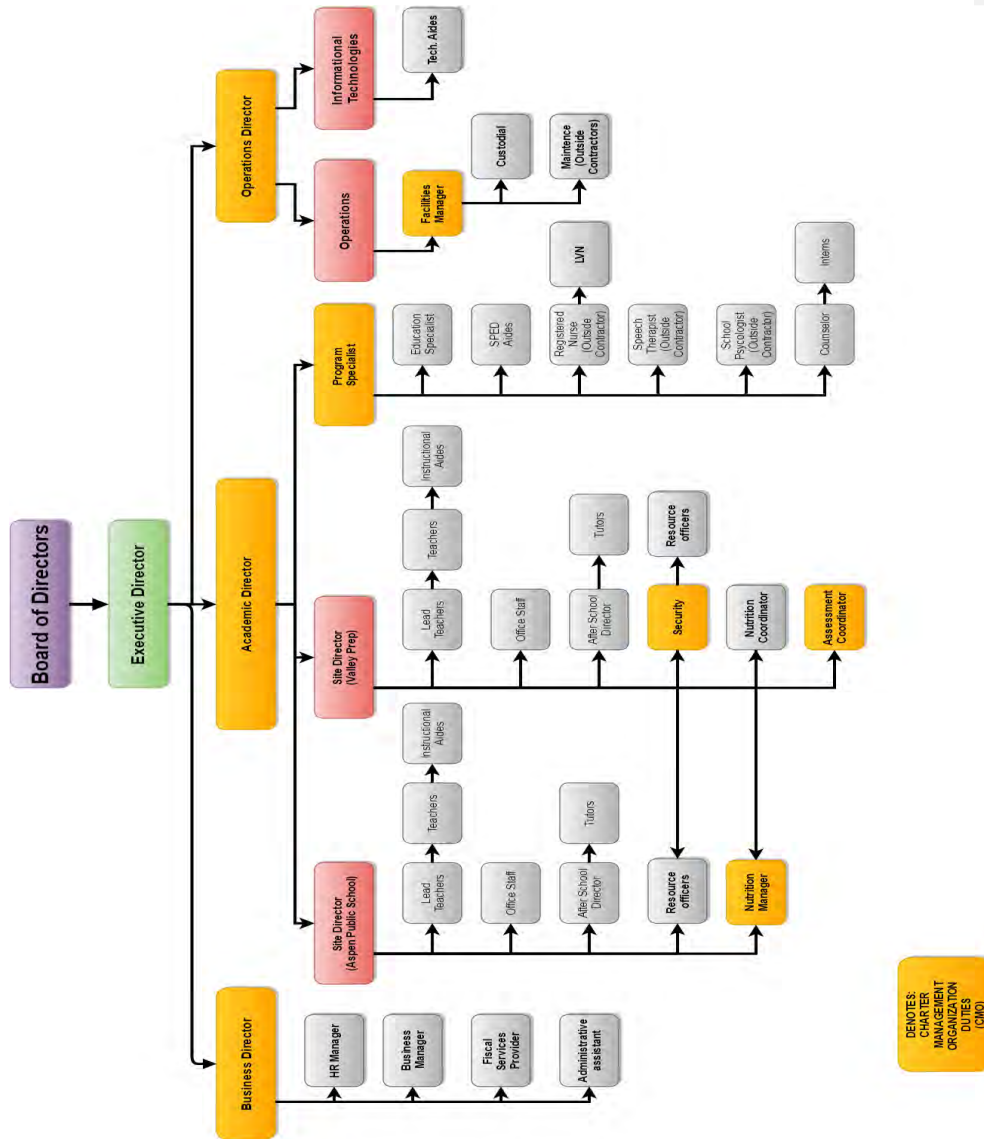 Board of Directors
Executive Director
Business Director
Academic Director
Operations Director
HR Manager
Business
Manager
Fiscal
Services
Provider
Administrative
assistant
Site Director
(Aspen Public School)
Lead
Teachers
Teachers
Instructional
Aides
Office Staff
After School
Director
Tutors
Resource
officers
Nutrition
Manager
Site Director
(Valley Prep)
Lead
Teachers
Teachers
Instructional
Aides
Office Staff
After School
Director
Tutors
Security
Resource
officers
Nutrition
Coordinator
Assessment
Coordinator
Program
Specialist
Education
Specialist
SPED
Aides
Registered
Nurse
(Outside
Contractor)
LVN
Speech
Therapist
(Outside
Contractor)
School
Psycologist
(Outside
Contractor)
Counselor
Interns
Operations
Facilities
Manager
Custodial
Maintence
(Outside
Contractors)
Informational
Technologies
Tech. Aides
DENOTES:
CHARTER
MANAGEMENT
ORGANIZATION
DUTIES
(CMO)